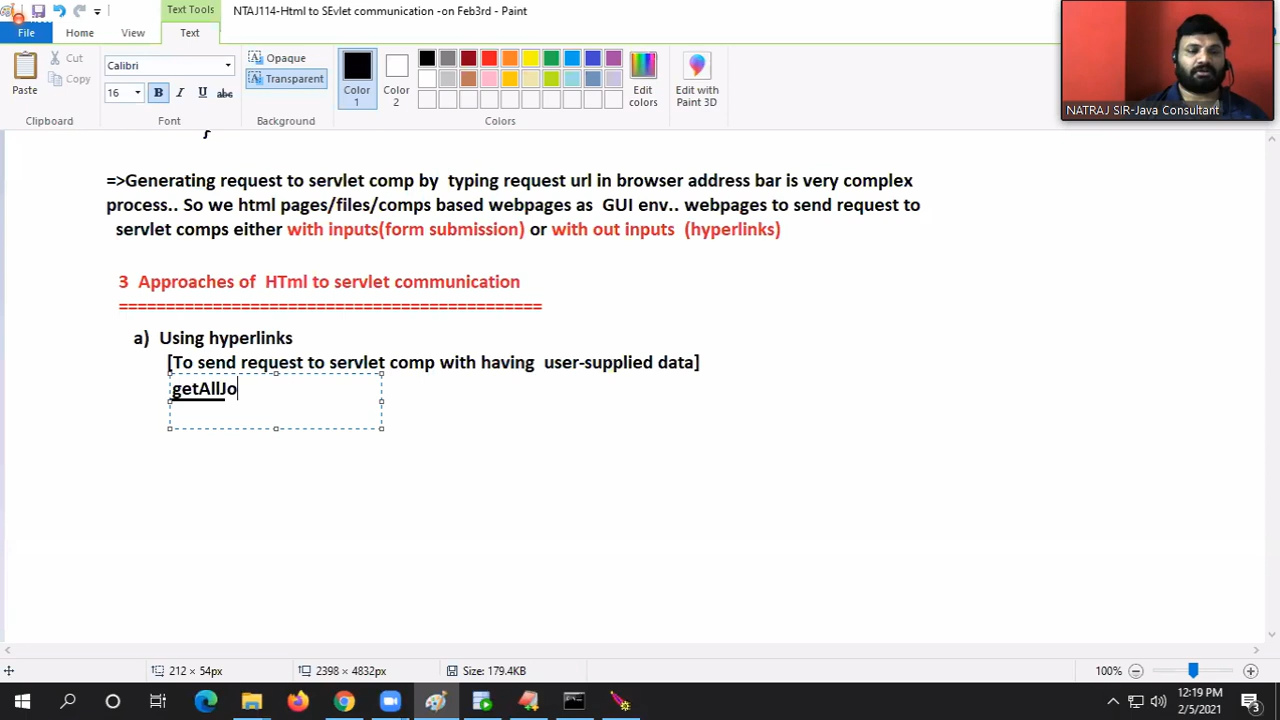 Text Tools
NTAJ114-Html to SEvlet communication -on Feb3rd - Paint
File
Home
View
Text
Paste
Cut
Copy
Clipboard
Calibri
16
B
I
U
abc
Font
Opaque
Transparent
Background
Color 1
Color 2
Colors
Edit colors
Edit with Paint 3D
NATRAJ SIR-Java Consultant
}
=>Generating request to servlet comp by typing request url in browser address bar is very complex
process.. So we html pages/files/comps based webpages as GUI env.. webpages to send request to
servlet comps either with inputs(form submission) or with out inputs (hyperlinks)
3 Approaches of HTml to servlet communication
=============================================
a) Using hyperlinks
[To send request to servlet comp with having user-supplied data]
getAllJo
212 × 54px
2398 × 4832px
Size: 179.4KB
100%
12:19 PM
2/5/2021
3